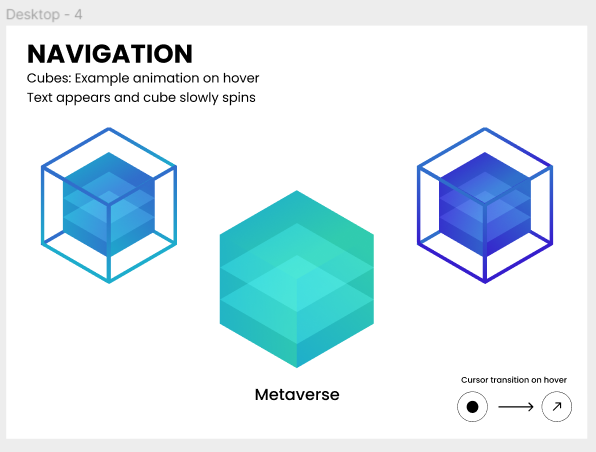 Desktop - 4
NAVIGATION
Cubes: Example animation on hover
Text appears and cube slowly spins
Metaverse
Cursor transition on hover